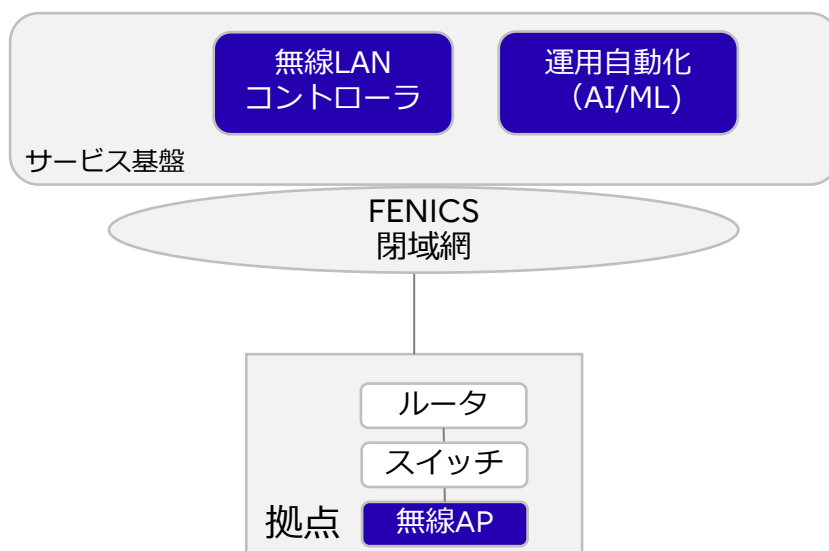 無線LAN
コントローラ
運用自動化
（AI/ML)
サービス基盤
FENICS
閉域網
ルータ
スイッチ
拠点
無線AP